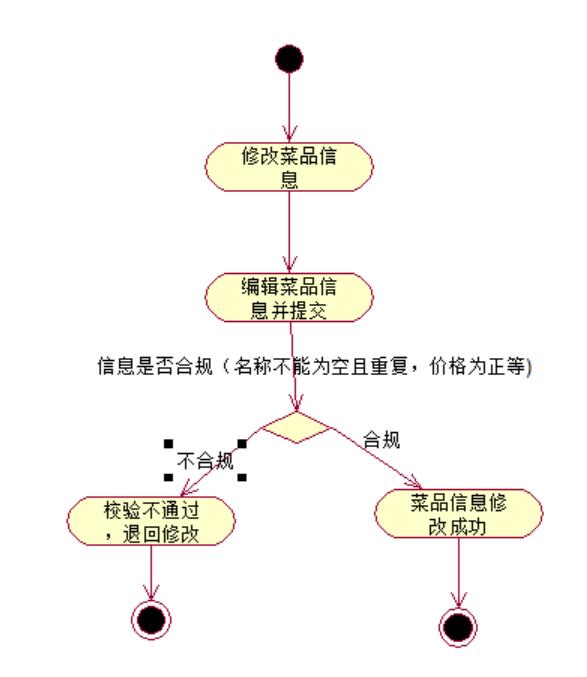 修改菜品信
息
编辑菜品信
息并提交
信息是否合规（名称不能为空且重复，价格为正等)
合规
不合规
校验不通过
，退回修改
菜品信息修
改成功